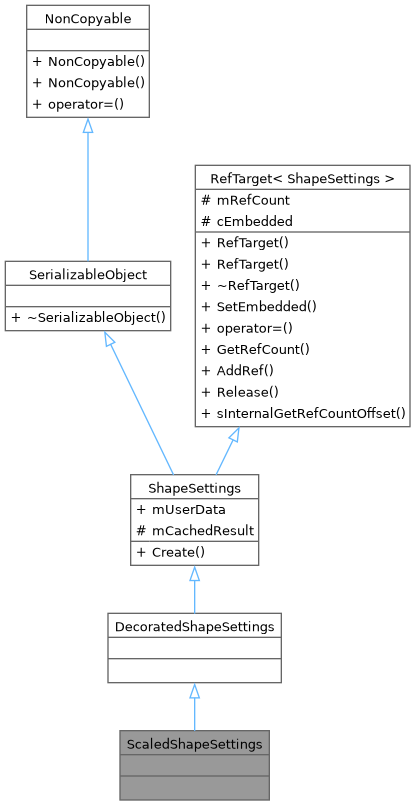 NonCopyable
+ NonCopyable()
+ NonCopyable()
+ operator=()
RefTarget< ShapeSettings >
# mRefCount
# cEmbedded
+ RefTarget()
+ RefTarget()
+ ~RefTarget()
+ SetEmbedded()
+ operator=()
+ GetRefCount()
+ AddRef()
+ Release()
+ sInternalGetRefCountOffset()
SerializableObject
+ ~SerializableObject()
ShapeSettings
+ mUserData
# mCachedResult
+ Create()
DecoratedShapeSettings
ScaledShapeSettings